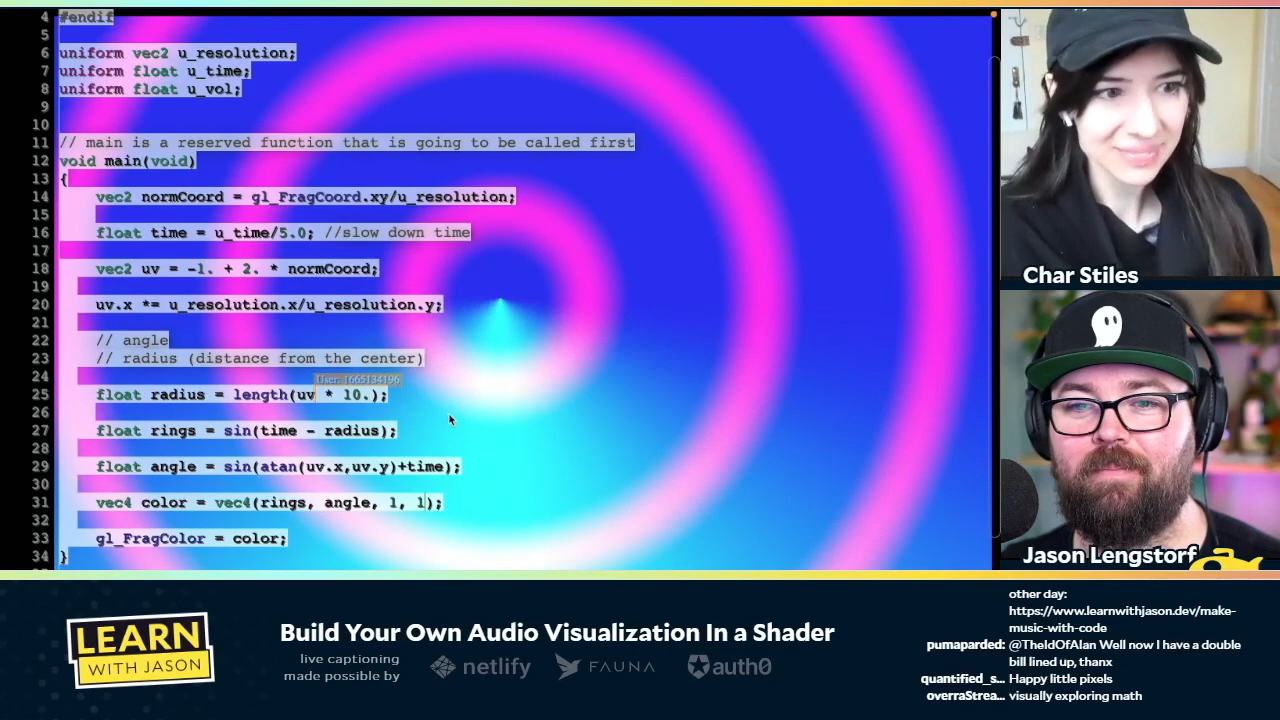 4 #endif
5
6 uniform vec2 u_resolution;
7 uniform float u_time;
8 uniform float u_vol;
9
10
11 // main is a reserved function that is going to be called first
12 void main(void)
13 {
14 vec2 normCoord = gl_FragCoord.xy/u_resolution;
15
16 float time = u_time/5.0; //slow down time
17
18 vec2 uv = -1. + 2. * normCoord;
19
20 uv.x *= u_resolution.x/u_resolution.y;
21
22 // angle
23 // radius (distance from the center)
24
User: 1665134196
25 float radius = length(uv * 10.);
26
27 float rings = sin(time - radius);
28
29 float angle = sin(atan(uv.x,uv.y)+time);
30
31 vec4 color = vec4(rings, angle, 1, 1);
32
33 gl_FragColor = color;
34 }
Char Stiles
Jason Lengstorf
LEARN
WITH JASON
Build Your Own Audio Visualization In a Shader
live captioning
made possible by
netlify
FAUNA
auth0
other day:
https://www.learnwithjason.dev/make-
music-with-code
pumaparded: @TheIdOfAlan Well now I have a double
bill lined up, thanx
quantified_s... Happy little pixels
overraStrea... visually exploring math